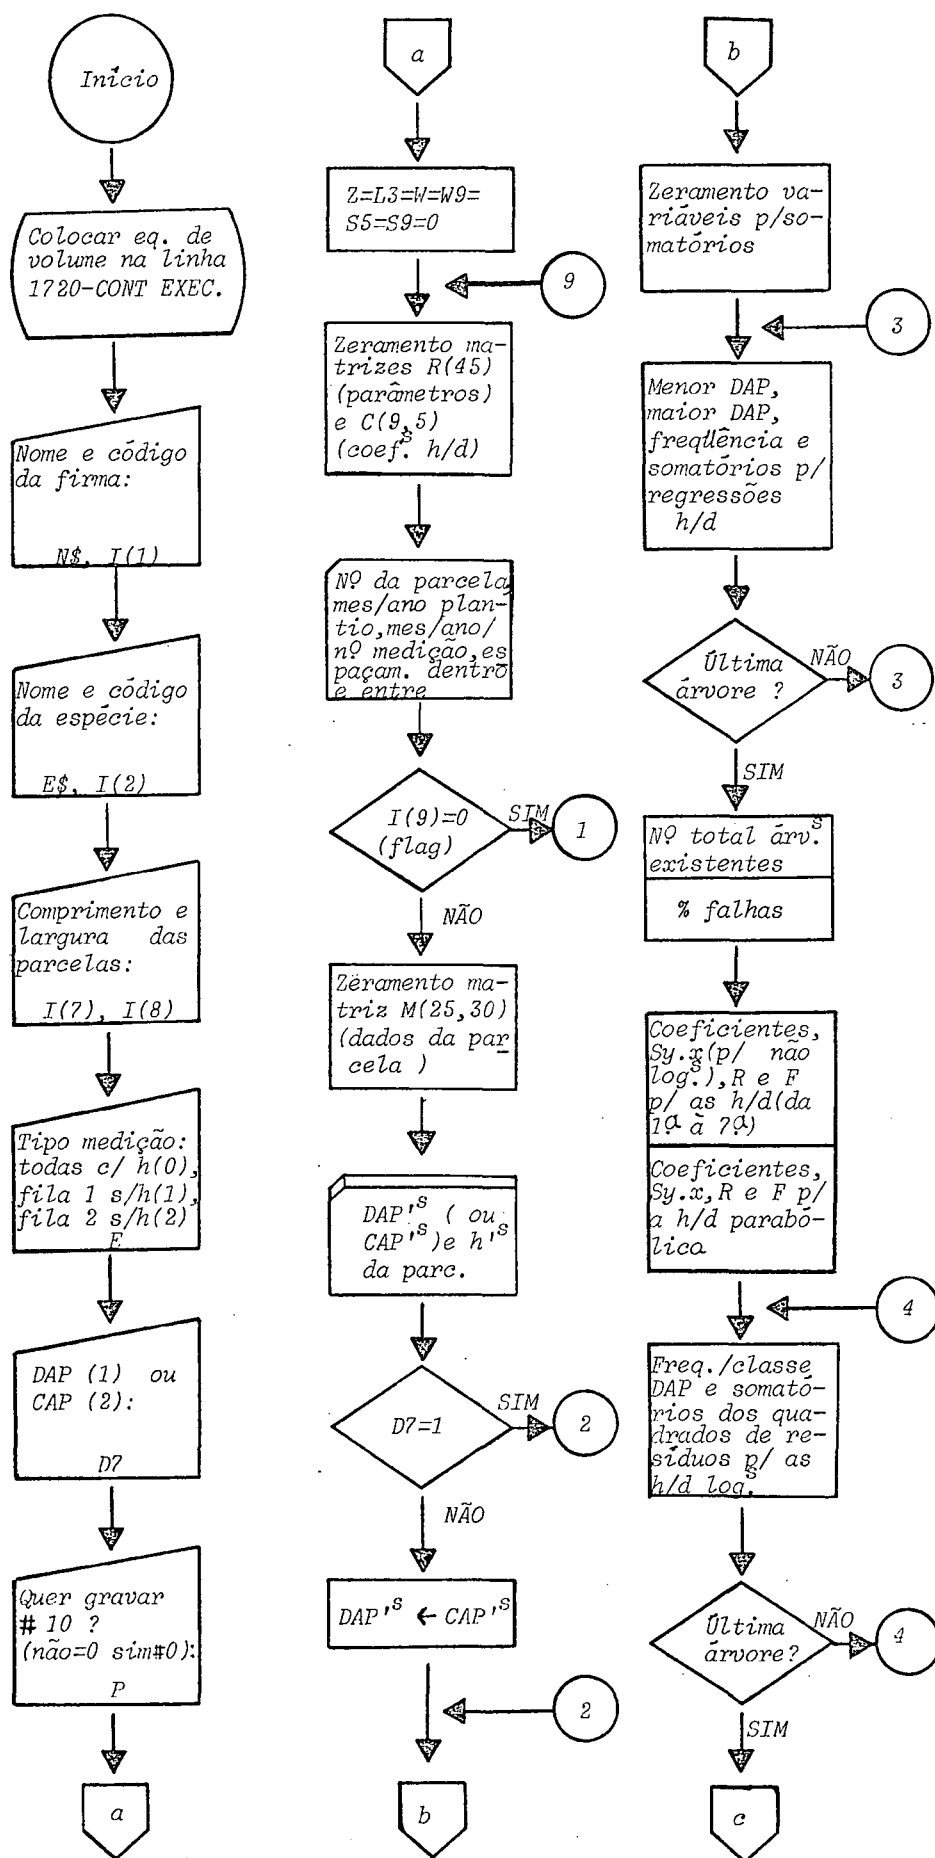 Início
Colocar eq. de
volume na linha
1720-CONT EXEC.
Nome e código
da firma:
N$, I(1)
Nome e código
da espécie:
E$, I(2)
Comprimento e
largura das
parcelas:
I(7), I(8)
Tipo medição:
todas c/ h(0),
fila 1 s/h(1),
fila 2 s/h(2)
E
DAP (1) ou
CAP (2):
D7
Quer gravar
# 10 ?
(não=0 sim#0):
P
a
a
Z=L3=W=W9=
S5=S9=0
9
Zeramento ma-
trizes R(45)
(parâmetros)
e C(9,5)
(coef.s h/d)
Nº da parcela,
mes/ano plan-
tio,mes/ano/
nº medição,es
paçam. dentro
e entre
I(9)=0
(flag)
SIM
1
NÃO
Zeramento ma-
triz M(25,30)
(dados da par
cela )
DAP's ( ou
CAP's)e h's
da parc.
D7=1
SIM
2
NÃO
DAP's ← CAP's
2
b
b
Zeramento va-
riáveis p/so-
matórios
3
Menor DAP,
maior DAP,
freqüência e
somatórios p/
regressões
h/d
Última
árvore ?
NÃO
3
SIM
Nº total árv.s
existentes
% falhas
Coeficientes,
Sy.x(p/ não
log.s),R e F
p/ as h/d(da
1ª à 7ª)
Coeficientes,
Sy.x,R e F p/
a h/d parabó-
lica
4
Freq./classe
DAP e somató-
rios dos qua-
drados de re-
síduos p/ as
h/d log.s
Última
árvore?
NÃO
4
SIM
c